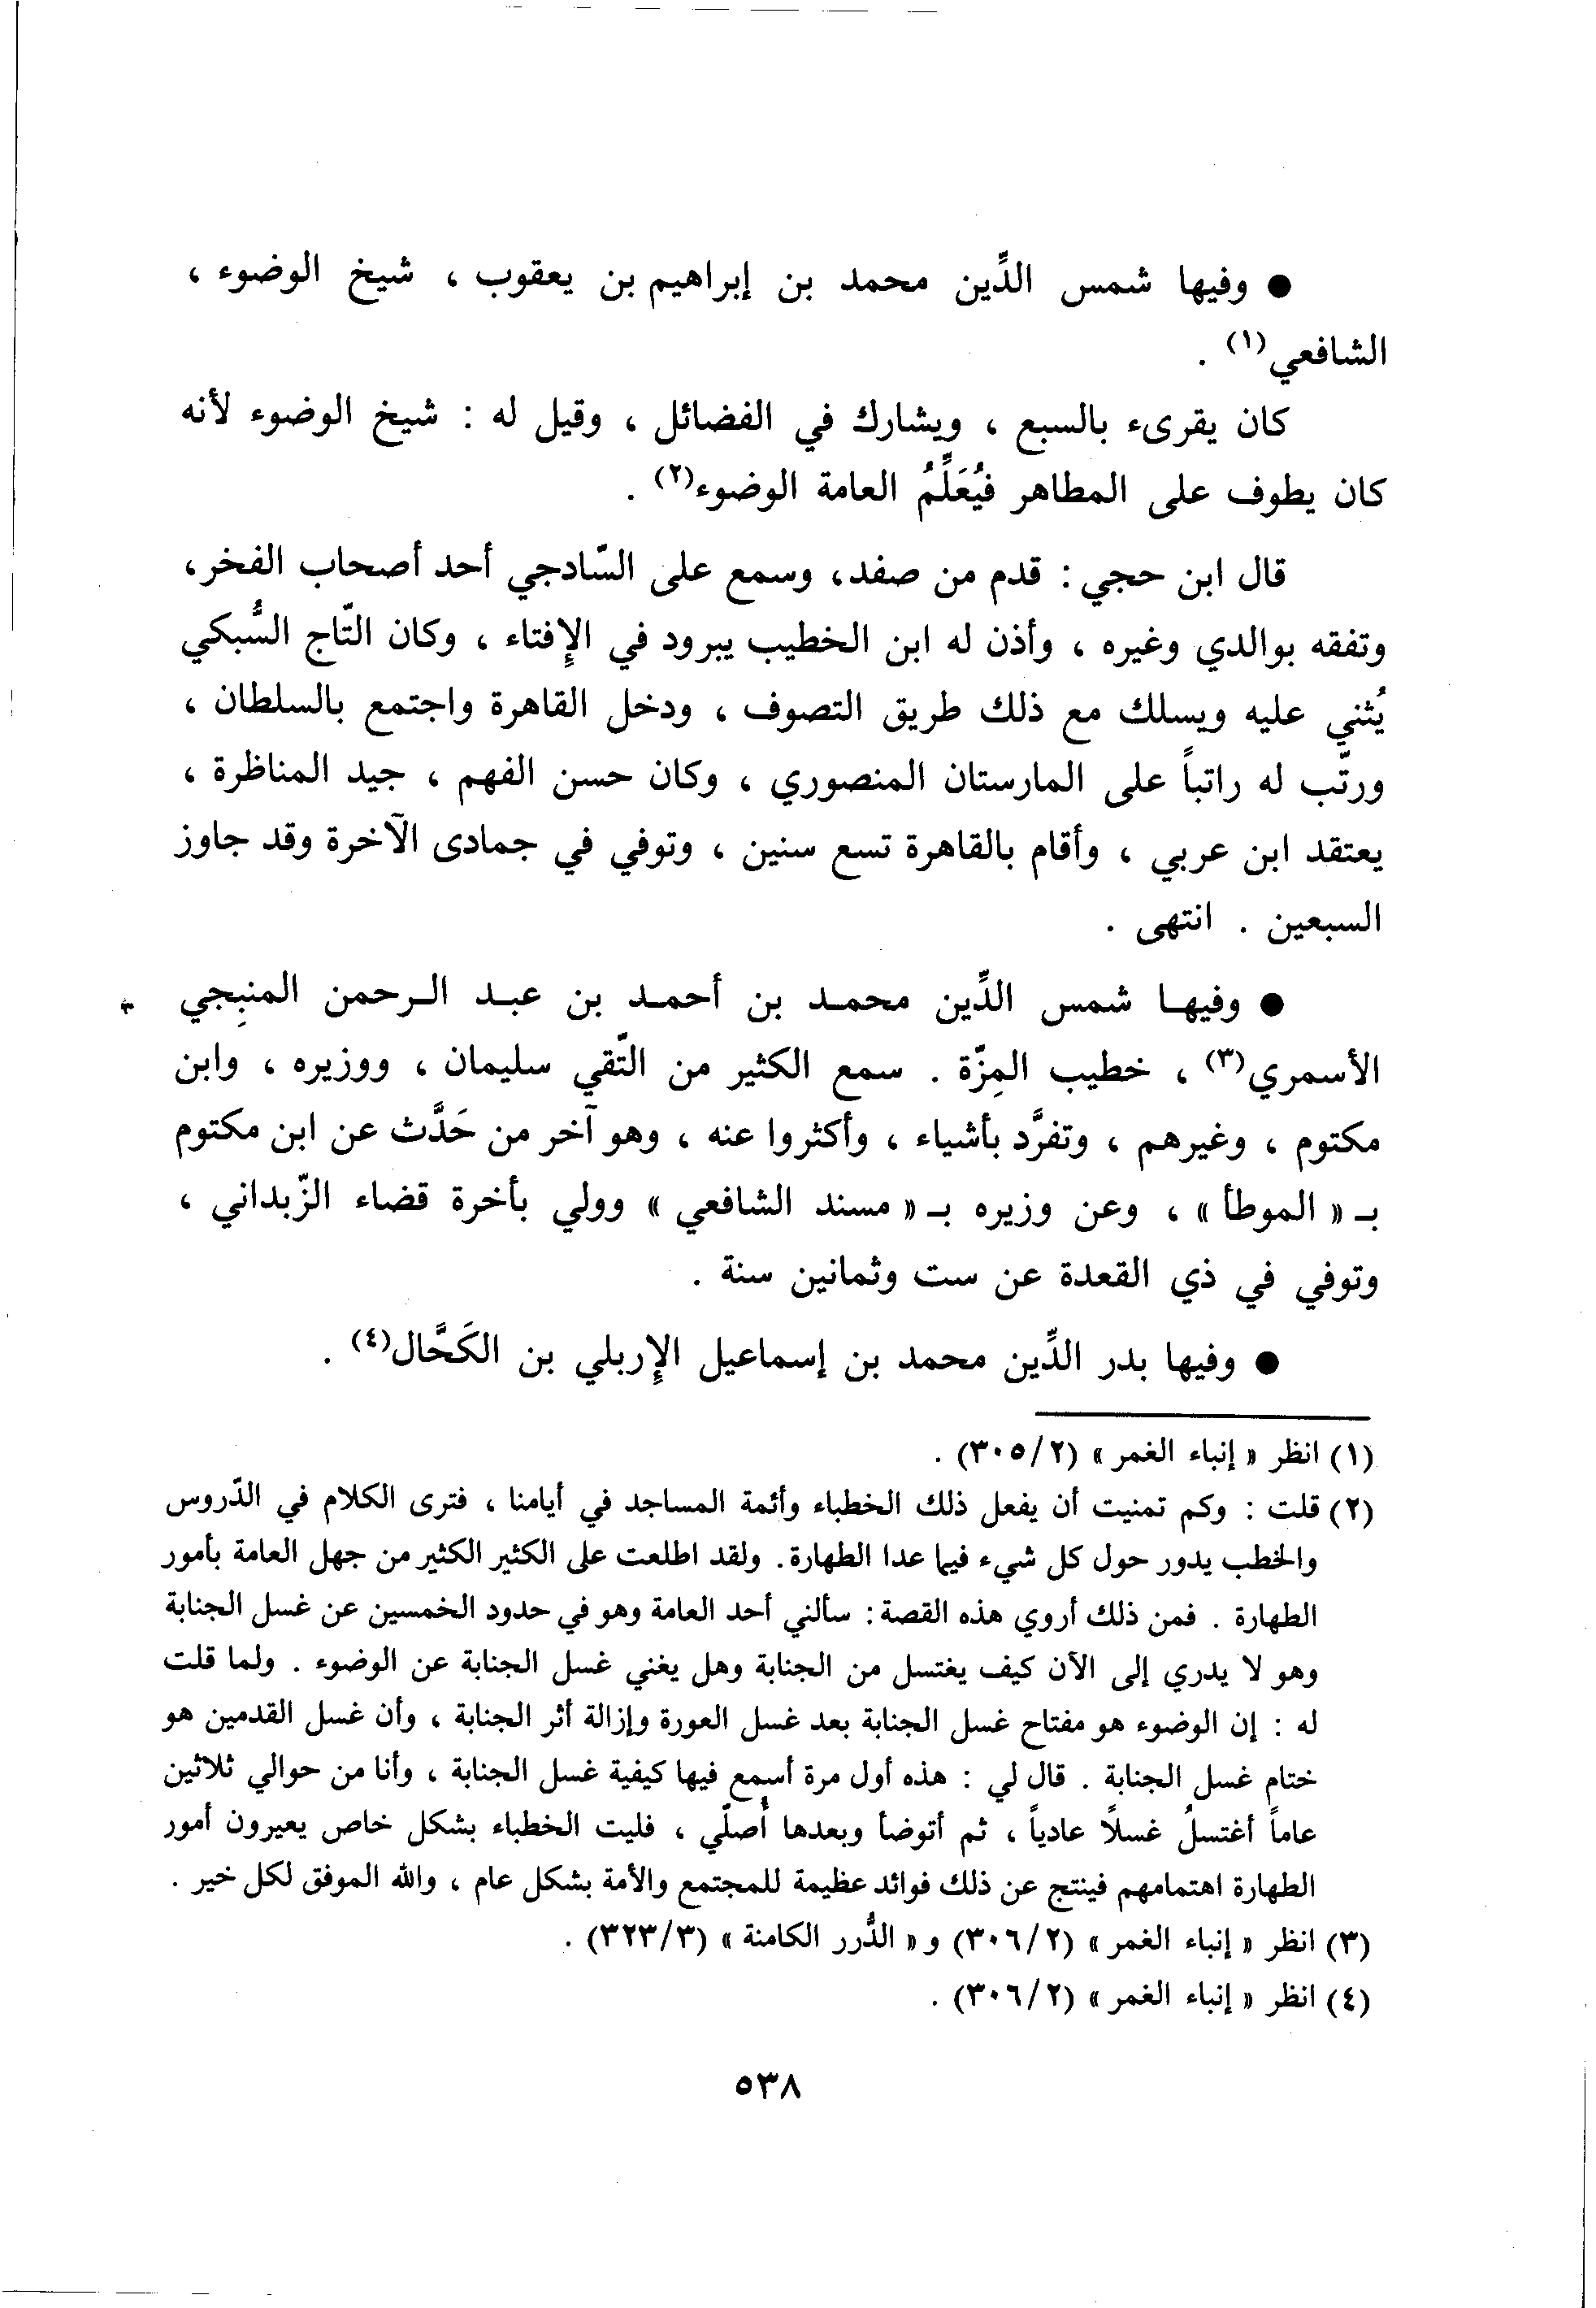 ● وفيها شمس الدِّين محمد بن إبراهيم بن يعقوب ، شيخ الوضوء ،
الشافعي(١) .
كان يقرىء بالسبع ، ويشارك في الفضائل ، وقيل له : شيخ الوضوء لأنه
كان يطوف على المطاهر فيُعَلِّمُ العامة الوضوء(٢) .
قال ابن حجي : قدم من صفد، وسمع على السّادجي أحد أصحاب الفخر،
وتفقه بوالدي وغيره ، وأذن له ابن الخطيب يبرود في الإفتاء ، وكان التّاج السُّبكي
يُثني عليه ويسلك مع ذلك طريق التصوف ، ودخل القاهرة واجتمع بالسلطان ،
ورتّب له راتباً على المارستان المنصوري ، وكان حسن الفهم ، جيد المناظرة ،
يعتقد ابن عربي ، وأقام بالقاهرة تسع سنين ، وتوفي في جمادى الآخرة وقد جاوز
السبعين . انتهى .
● وفيهـا شمس الدِّين محمـد بن أحمـد بن عبـد الـرحمن المنبِجي
الأسمري(٣) ، خطيب المِزّة . سمع الكثير من التّقي سليمان ، ووزيره ، وابن
مكتوم ، وغيرهم ، وتفرَّد بأشياء ، وأكثروا عنه ، وهو آخر من حَدَّث عن ابن مكتوم
بـ « الموطأ » ، وعن وزيره بـ « مسند الشافعي » وولي بأخرة قضاء الزّبداني ،
وتوفي في ذي القعدة عن ست وثمانين سنة .
● وفيها بدر الدِّين محمد بن إسماعيل الإربلي بن الكَحَّال(٤) .
(١) انظر « إنباء الغمر » (٢/ ٣٠٥) .
(٢) قلت : وكم تمنيت أن يفعل ذلك الخطباء وأئمة المساجد في أيامنا ، فترى الكلام في الدّروس
والخطب يدور حول كل شيء فيما عدا الطهارة. ولقد اطلعت على الكثير الكثير من جهل العامة بأمور
الطهارة . فمن ذلك أروي هذه القصة : سألني أحد العامة وهو في حدود الخمسين عن غسل الجنابة
وهو لا يدري إلى الآن كيف يغتسل من الجنابة وهل يغني غسل الجنابة عن الوضوء . ولما قلت
له : إن الوضوء هو مفتاح غسل الجنابة بعد غسل العورة وإزالة أثر الجنابة ، وأن غسل القدمين هو
ختام غسل الجنابة . قال لي : هذه أول مرة أسمع فيها كيفية غسل الجنابة ، وأنا من حوالي ثلاثين
عاماً أغتسلُ غسلاً عادياً ، ثم أتوضأ وبعدها أُصلّي ، فليت الخطباء بشكل خاص يعيرون أمور
الطهارة اهتمامهم فينتج عن ذلك فوائد عظيمة للمجتمع والأمة بشكل عام ، والله الموفق لكل خير .
(٣) انظر « إنباء الغمر » (٢/ ٣٠٦) و « الدُّرر الكامنة » (٣/ ٣٢٣) .
(٤) انظر « إنباء الغمر » (٢/ ٣٠٦) .
٥٣٨